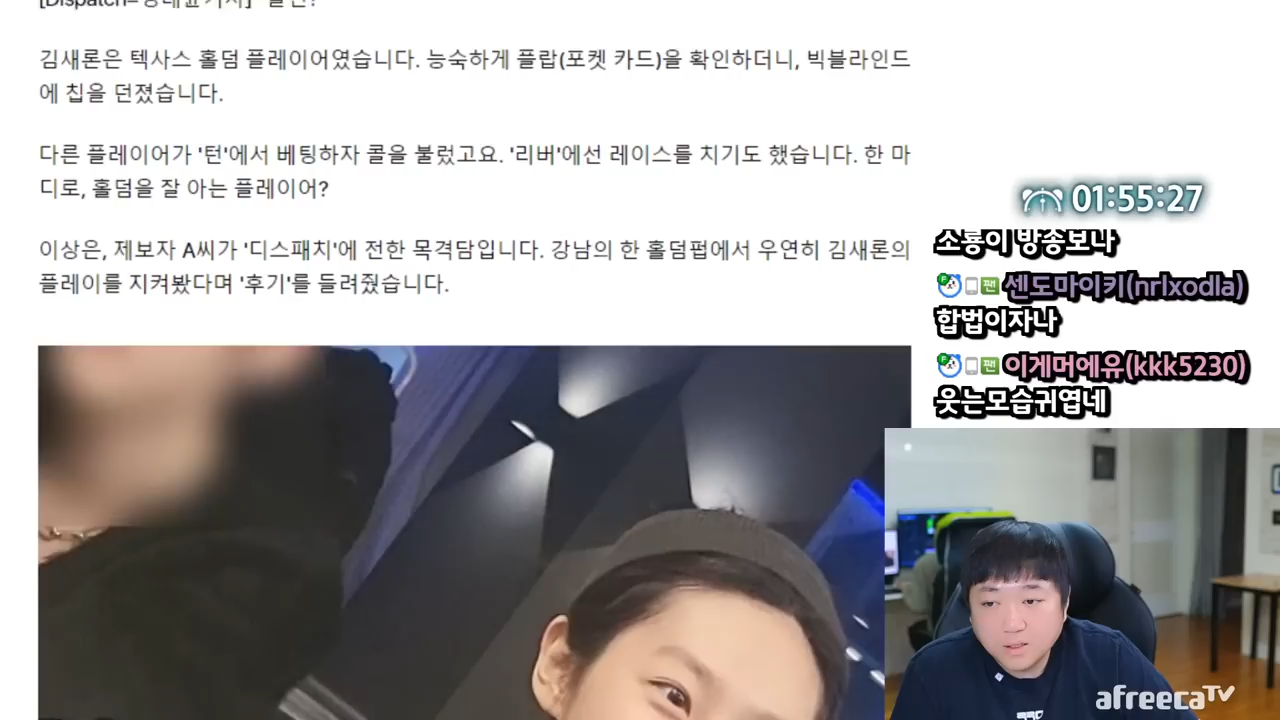 김새론은 텍사스 홀덤 플레이어였습니다. 능숙하게 플랍(포켓 카드)을 확인하더니, 빅블라인드
에 칩을 던졌습니다.
다른 플레이어가 '턴'에서 베팅하자 콜을 불렀고요. '리버'에선 레이스를 치기도 했습니다. 한 마
디로, 홀덤을 잘 아는 플레이어?
이상은, 제보자 A씨가 '디스패치'에 전한 목격담입니다. 강남의 한 홀덤펍에서 우연히 김새론의
플레이를 지켜봤다며 '후기'를 들려줬습니다.
01:55:27
소룡이 방송보나
팬 센도마이키(nrlxodla)
합법이자나
팬 이게머에유(kkk5230)
웃는모습귀엽네
afreecaTV